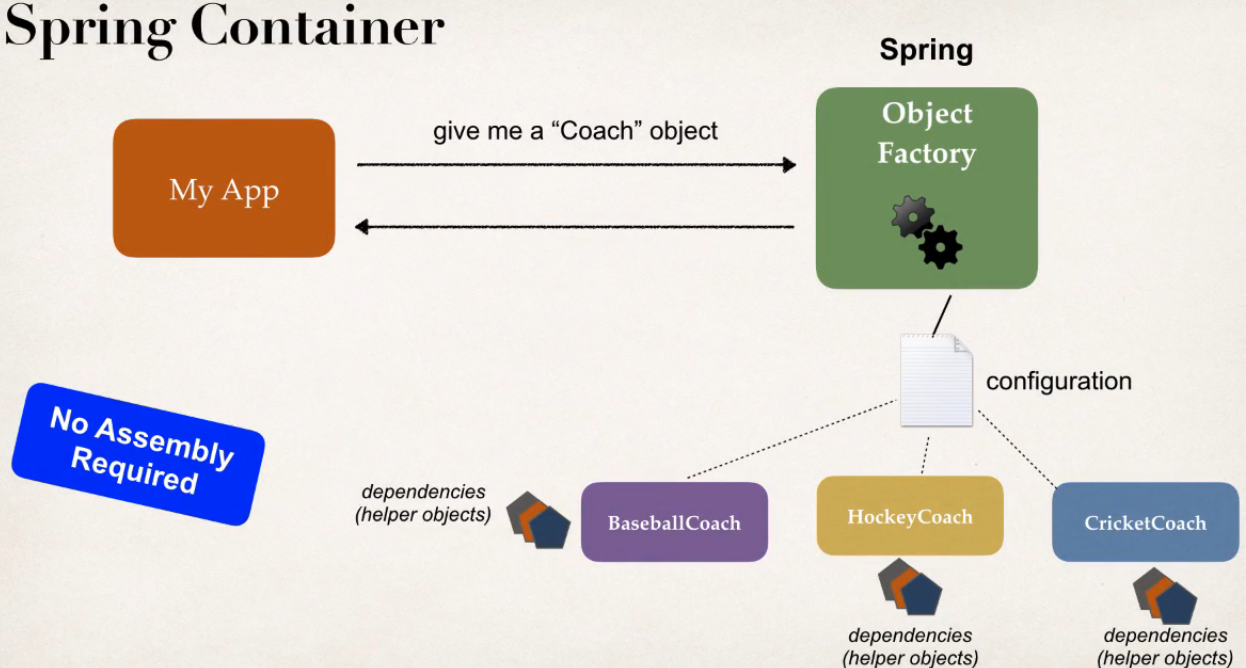 Spring Container
Spring
Object
Factory
give me a “Coach” object
My App
configuration
No Assembly
Required
dependencies
(helper objects)
BaseballCoach
HockeyCoach
CricketCoach
dependencies
(helper objects)
dependencies
(helper objects)